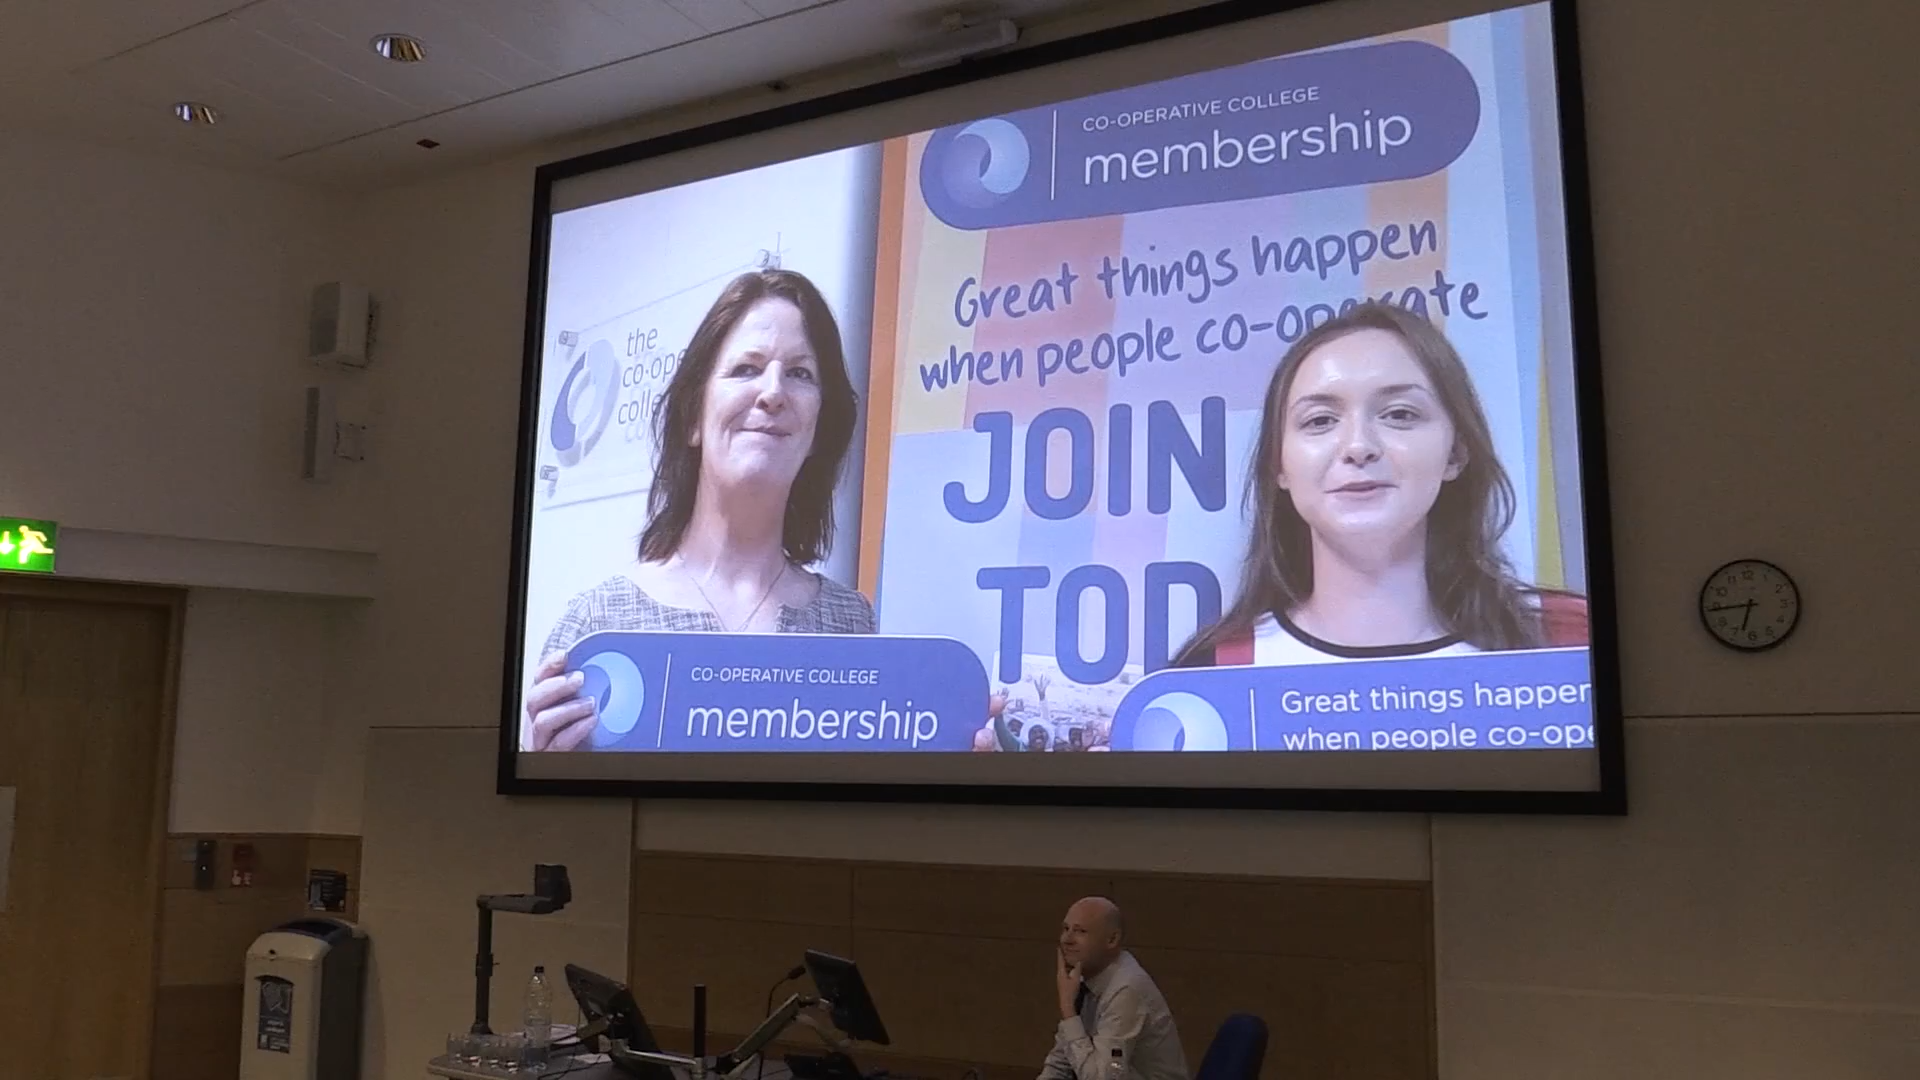 CO-OPERATIVE COLLEGE
membership
Great things happen
when people co-operate
JOIN
TOD
the
co-ope
colle
CO-OPERATIVE COLLEGE
membership
Great things happen
when people co-ope